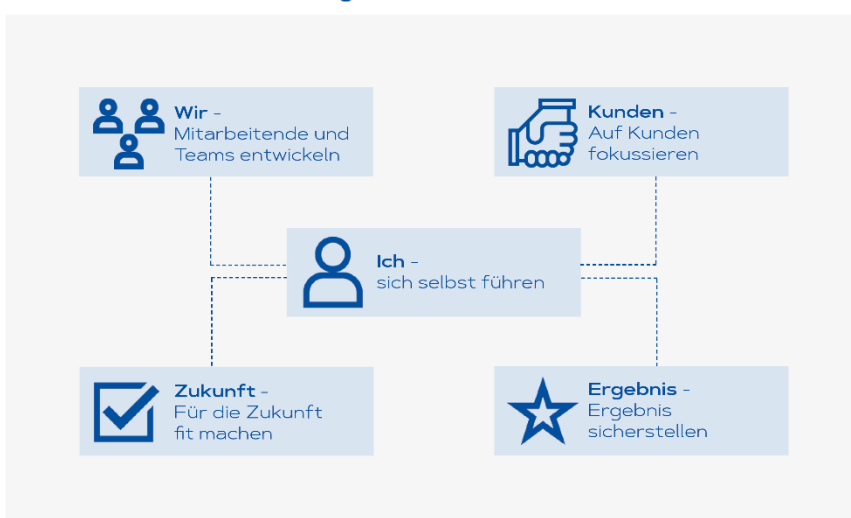 Wir -
Mitarbeitende und
Teams entwickeln
Kunden -
Auf Kunden
fokussieren
Ich -
sich selbst führen
Zukunft -
Für die Zukunft
fit machen
Ergebnis -
Ergebnis
sicherstellen